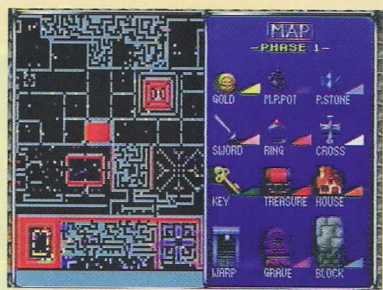 MAP
-PHASE 1-
GOLD M.P.POT P.STONE
SWORD RING CROSS
KEY TREASURE HOUSE
WARP GRAVE BLOCK